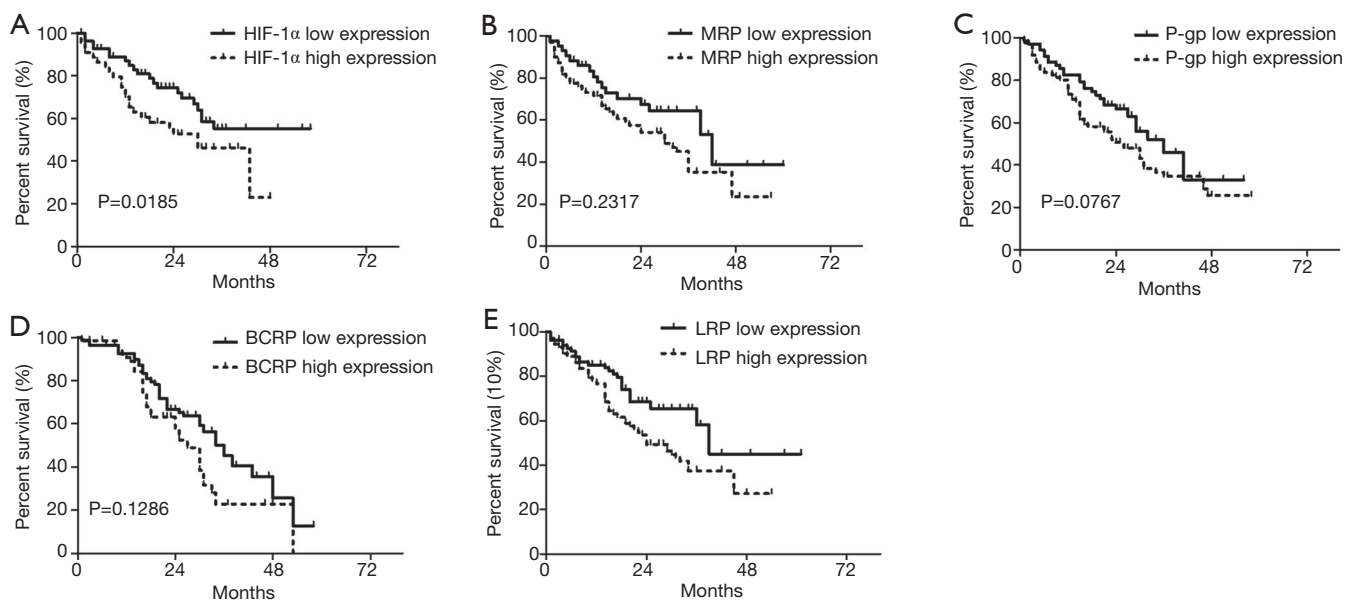 A
HIF-1α low expression
HIF-1α high expression
Percent survival (%)
100
80
60
40
20
0
P=0.0185
0 24 48 72
Months
B
MRP low expression
MRP high expression
Percent survival (%)
100
80
60
40
20
0
P=0.2317
0 24 48 72
Months
C
P-gp low expression
P-gp high expression
Percent survival (%)
100
80
60
40
20
0
P=0.0767
0 24 48 72
Months
D
BCRP low expression
BCRP high expression
Percent survival (%)
100
80
60
40
20
0
P=0.1286
0 24 48 72
Months
E
LRP low expression
LRP high expression
Percent survival (10%)
100
80
60
40
20
0
0 24 48 72
Months